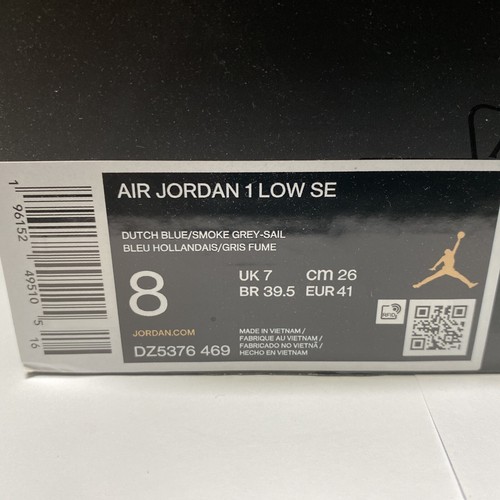 AIR JORDAN 1 LOW SE
DUTCH BLUE/SMOKE GREY-SAIL
BLEU HOLLANDAIS/GRIS FUME
8
UK 7 cm 26
BR 39.5 EUR 41
JORDAN.COM
DZ5376 469
MADE IN VIETNAM /
FABRIQUE AU VIETNAM /
FABRICADO NO VIETNÃ /
HECHO EN VIETNAM
RFID
1 96152 49510 5 16